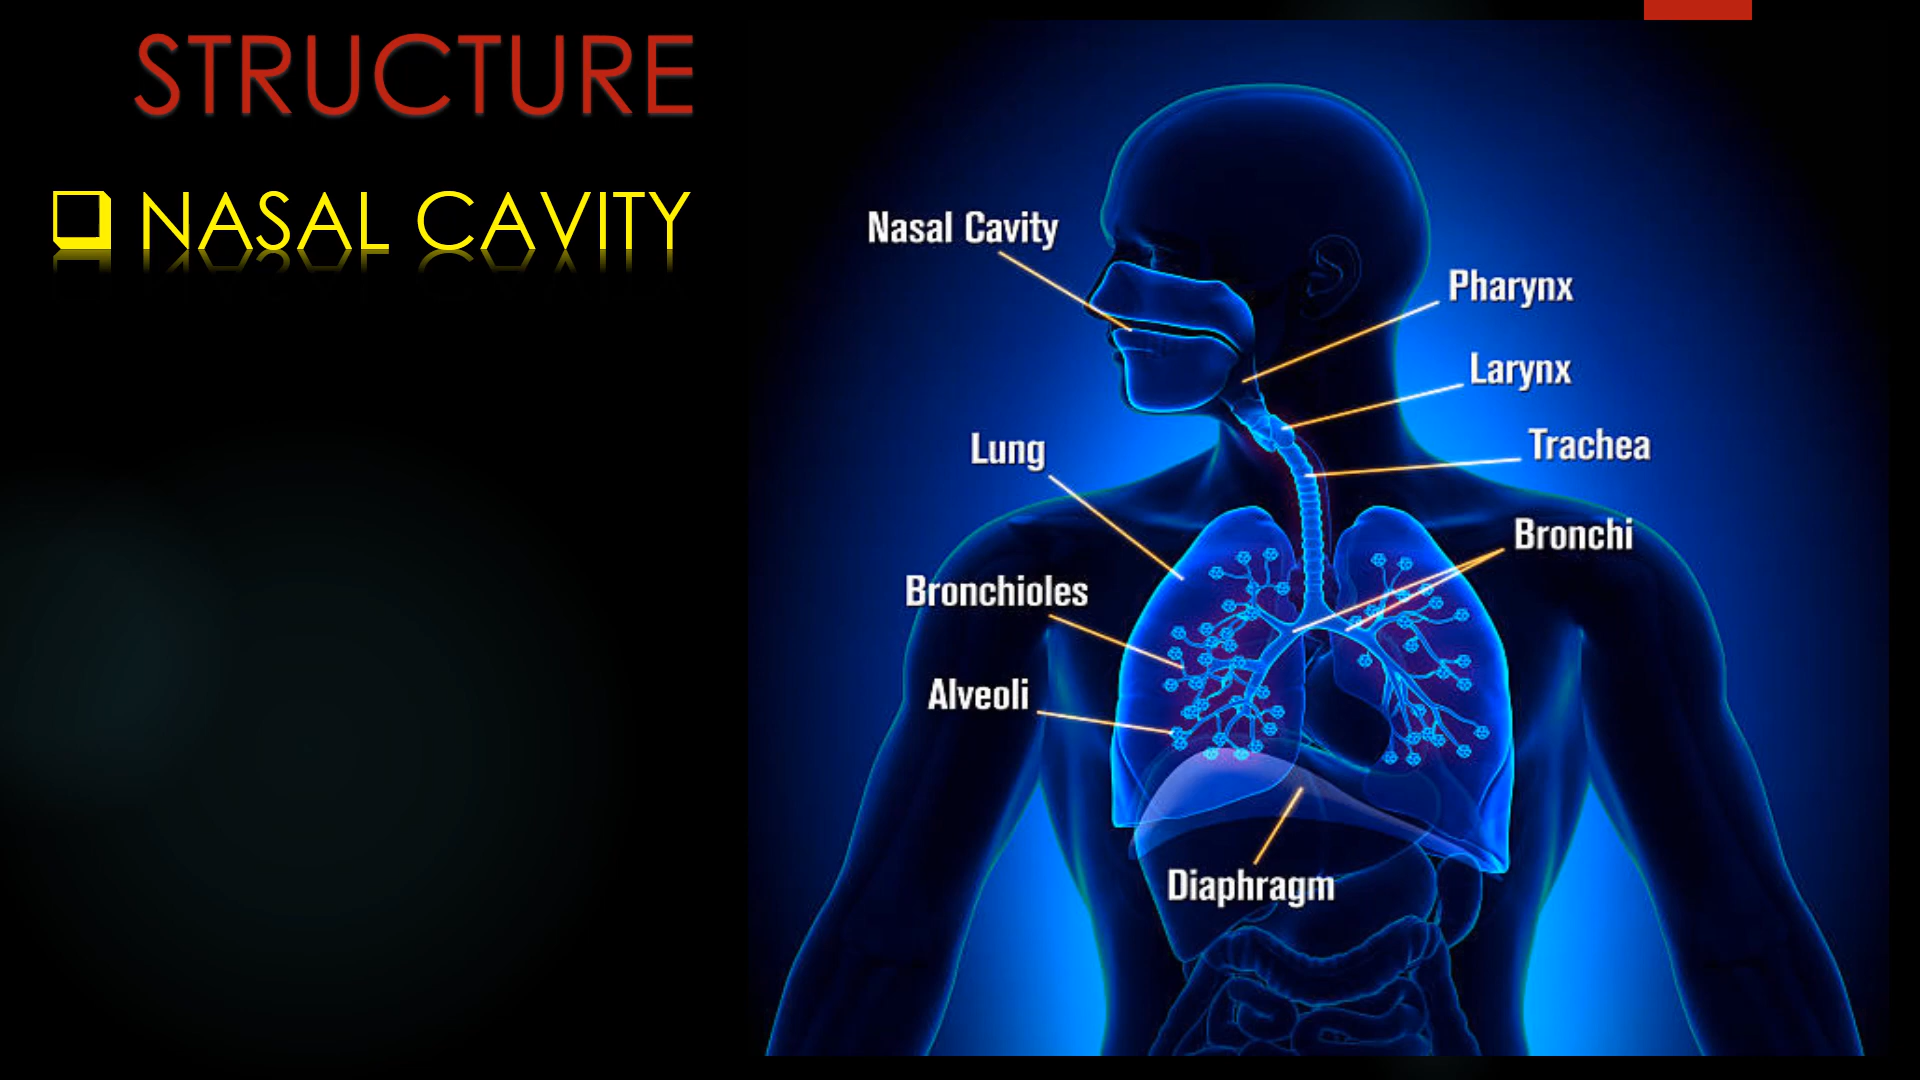 STRUCTURE
NASAL CAVITY
Nasal Cavity
Pharynx
Larynx
Lung
Trachea
Bronchi
Bronchioles
Alveoli
Diaphragm